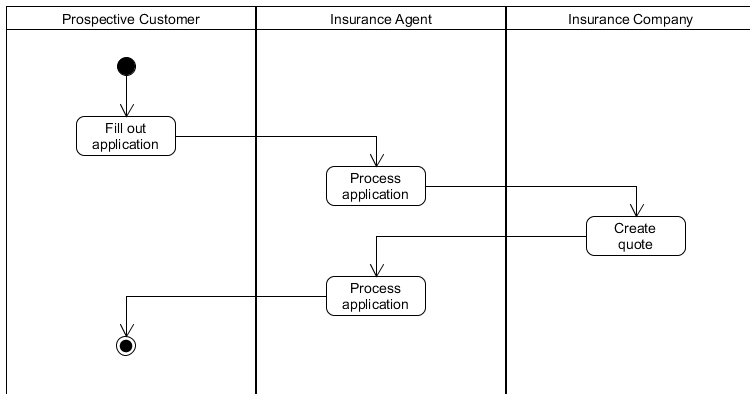 Prospective Customer
Insurance Agent
Insurance Company
Fill out
application
Process
application
Create
quote
Process
application